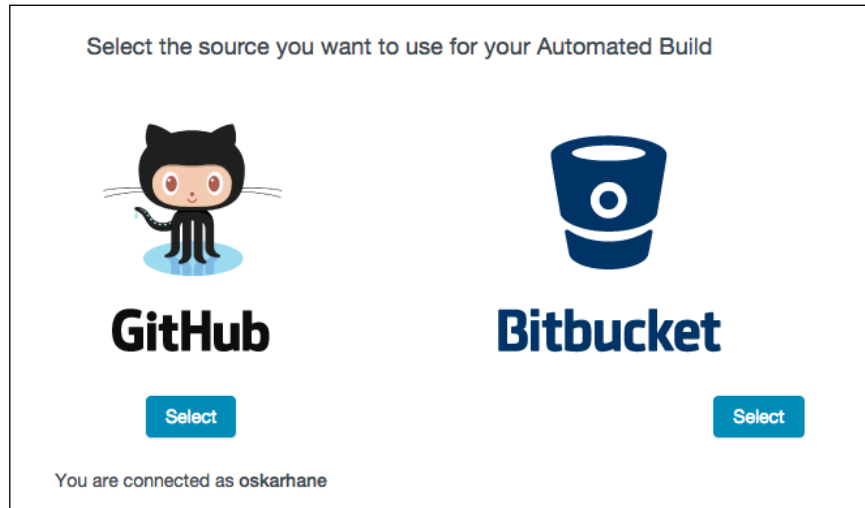 Select the source you want to use for your Automated Build
GitHub
Bitbucket
Select
Select
You are connected as oskarhane